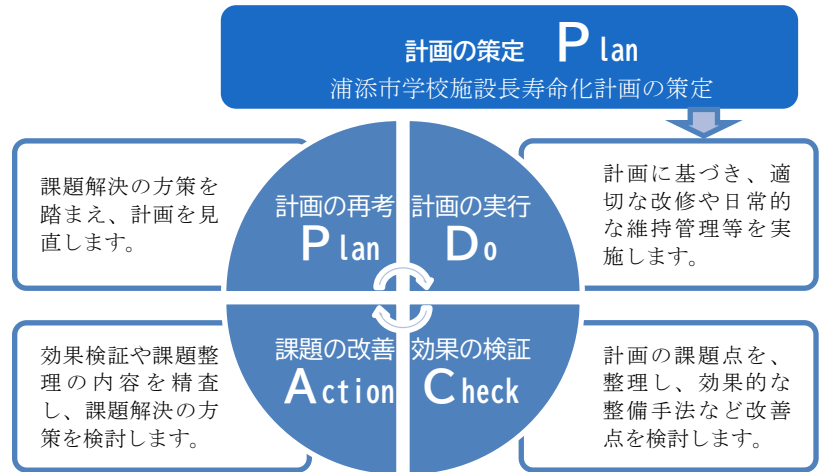 計画の策定 Plan
浦添市学校施設長寿命化計画の策定
課題解決の方策を
踏まえ、計画を見
直します。
計画の再考
Plan
計画の実行
Do
計画に基づき、適
切な改修や日常的
な維持管理等を実
施します。
効果検証や課題整
理の内容を精査
し、課題解決の方
策を検討します。
課題の改善
Action
効果の検証
Check
計画の課題点を、
整理し、効果的な
整備手法など改善
点を検討します。